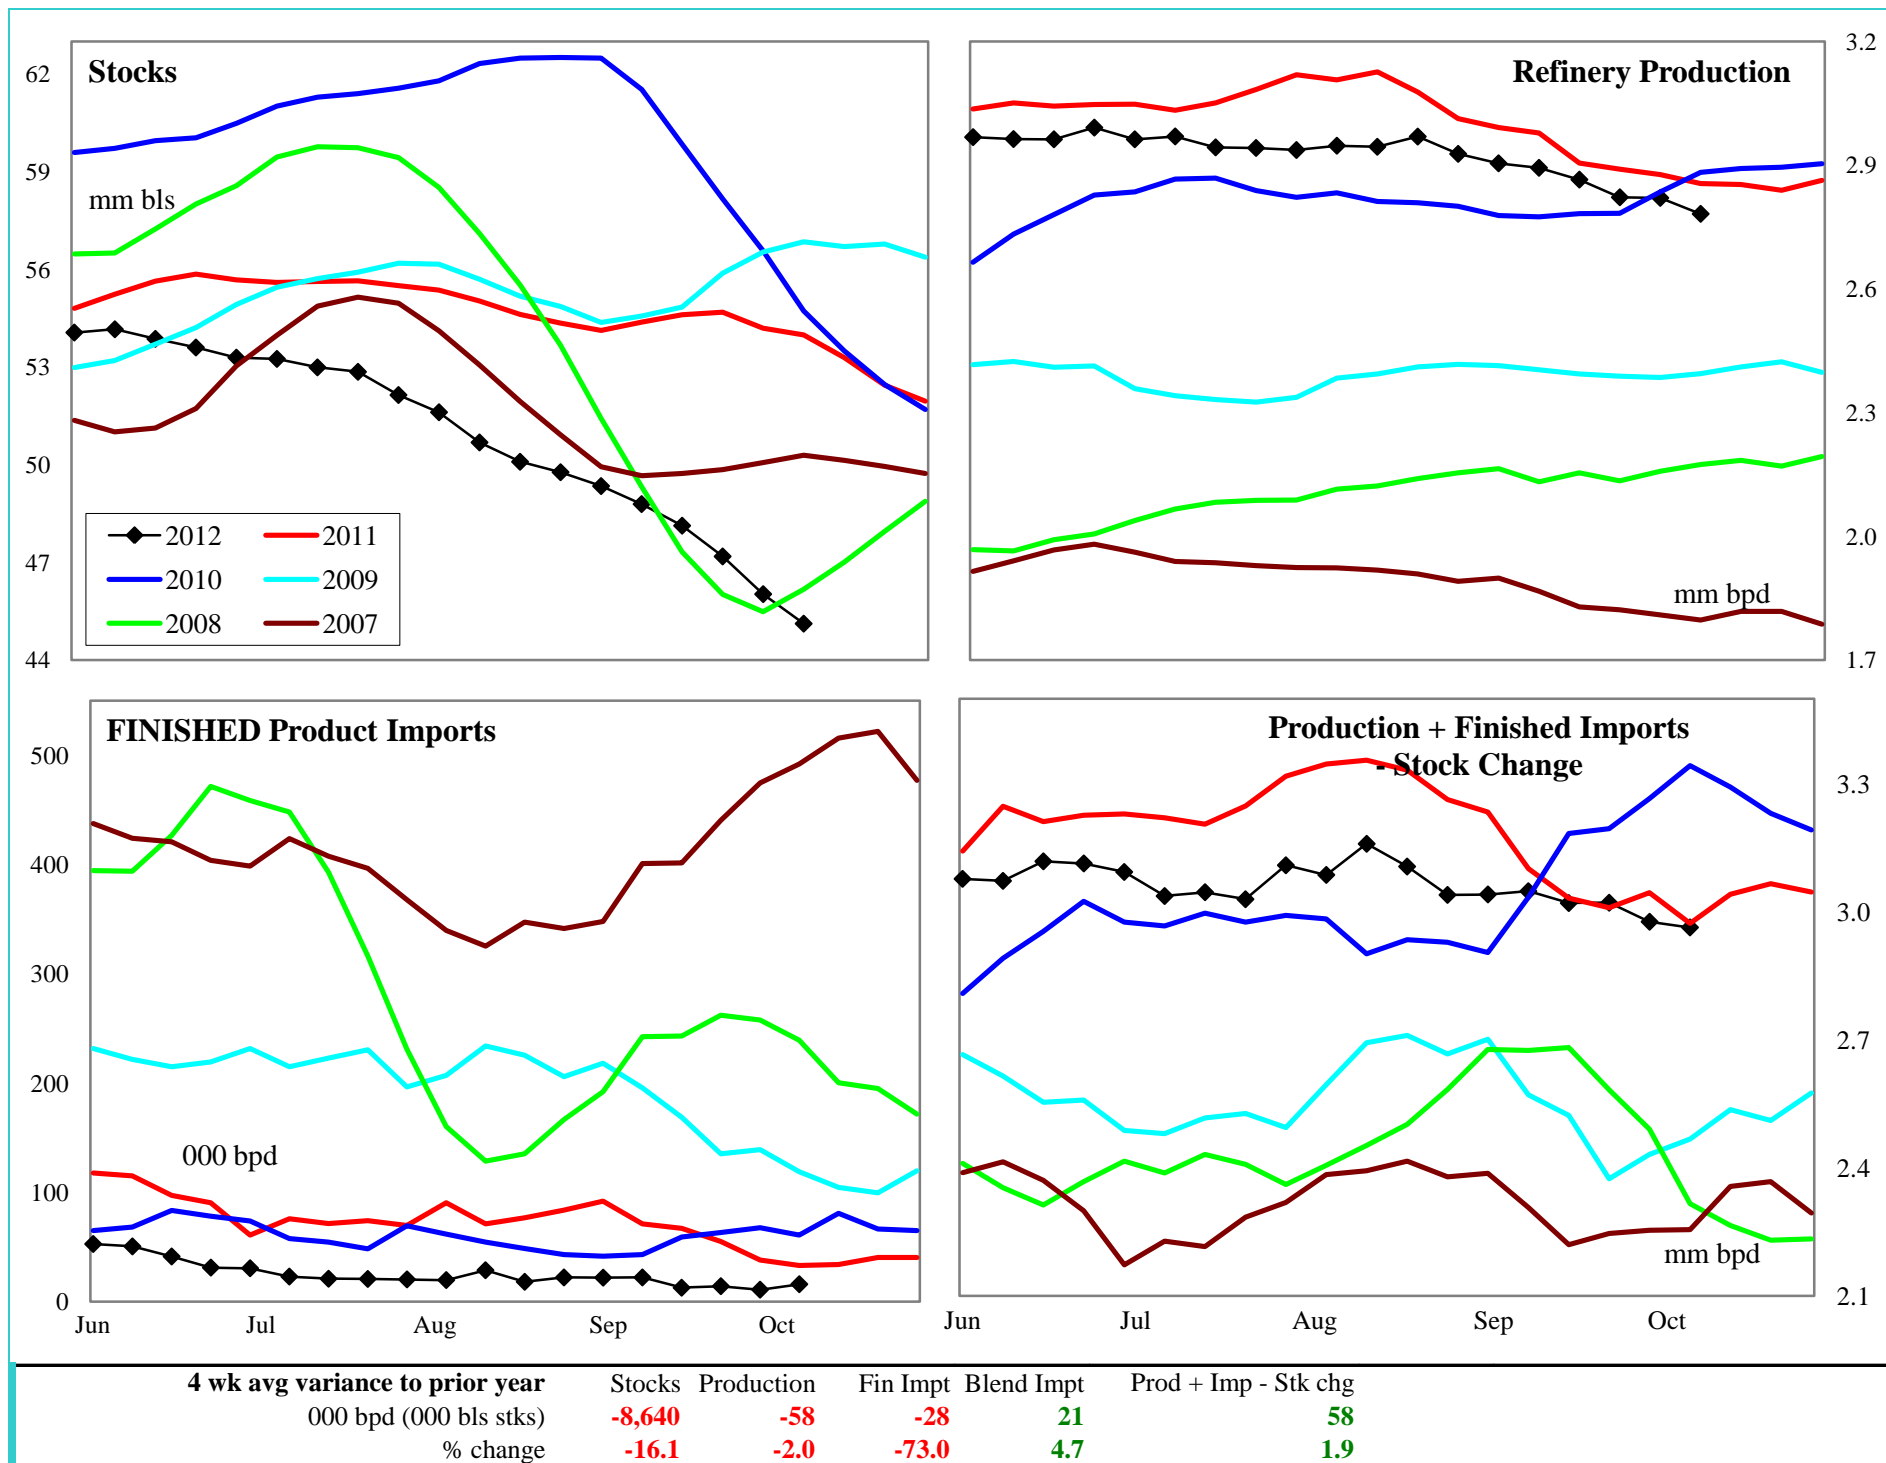 Stocks
mm bls
62
59
56
53
50
47
44
2012 2011
2010 2009
2008 2007
Refinery Production
mm bpd
3.2
2.9
2.6
2.3
2.0
1.7
FINISHED Product Imports
000 bpd
500
400
300
200
100
0
Jun Jul Aug Sep Oct
Production + Finished Imports
- Stock Change
mm bpd
3.3
3.0
2.7
2.4
2.1
Jun Jul Aug Sep Oct
4 wk avg variance to prior year Stocks Production Fin Impt Blend Impt Prod + Imp - Stk chg
000 bpd (000 bls stks) -8,640 -58 -28 21 58
% change -16.1 -2.0 -73.0 4.7 1.9